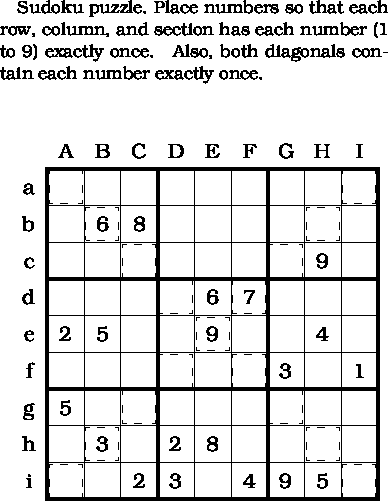 Sudoku puzzle. Place numbers so that each
row, column, and section has each number (1
to 9) exactly once. Also, both diagonals con-
tain each number exactly once.
A B C D E F G H I
a
b 6 8
c 9
d 6 7
e 2 5 9 4
f 3 1
g 5
h 3 2 8
i 2 3 4 9 5